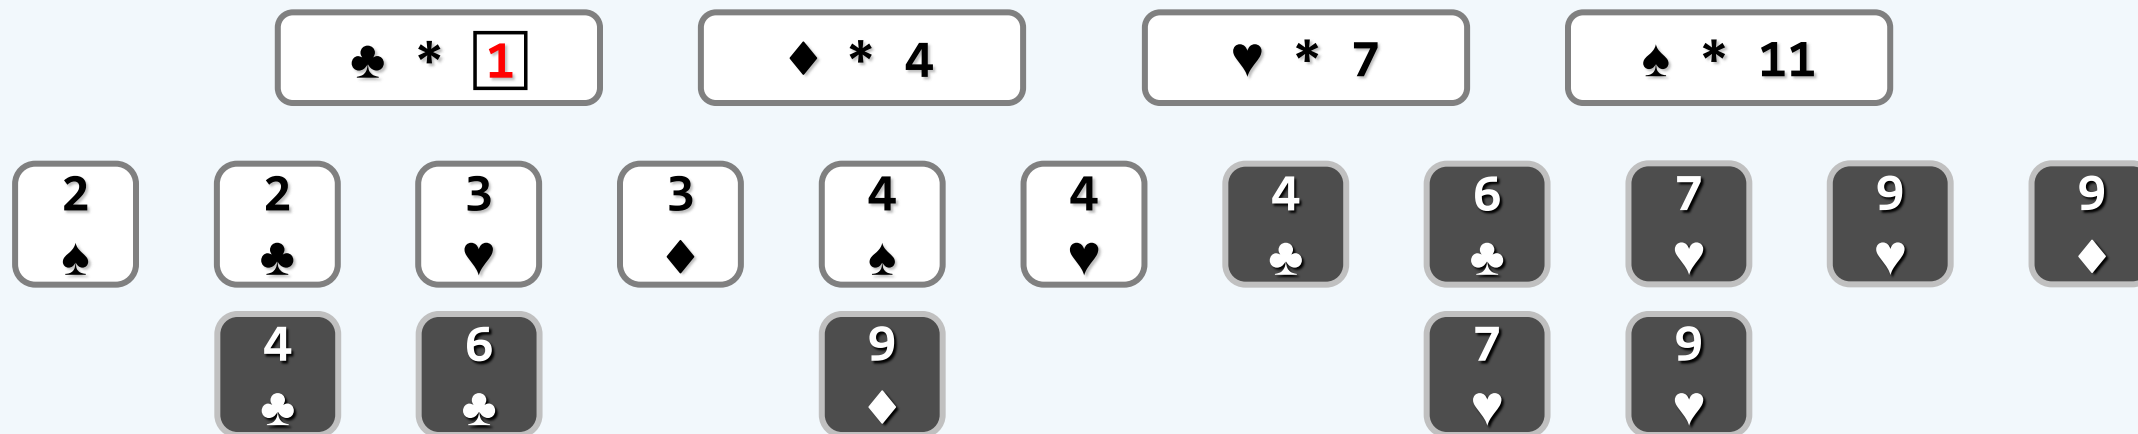 ♣ * 1 ♦ * 4 ♥ * 7 ♠ * 11
2 2 3 3 4 4 4 6 7 9 9
♠ ♣ ♥ ♦ ♠ ♥ ♣ ♣ ♥ ♥ ♦
4 6 9 7 9
♣ ♣ ♦ ♥ ♥